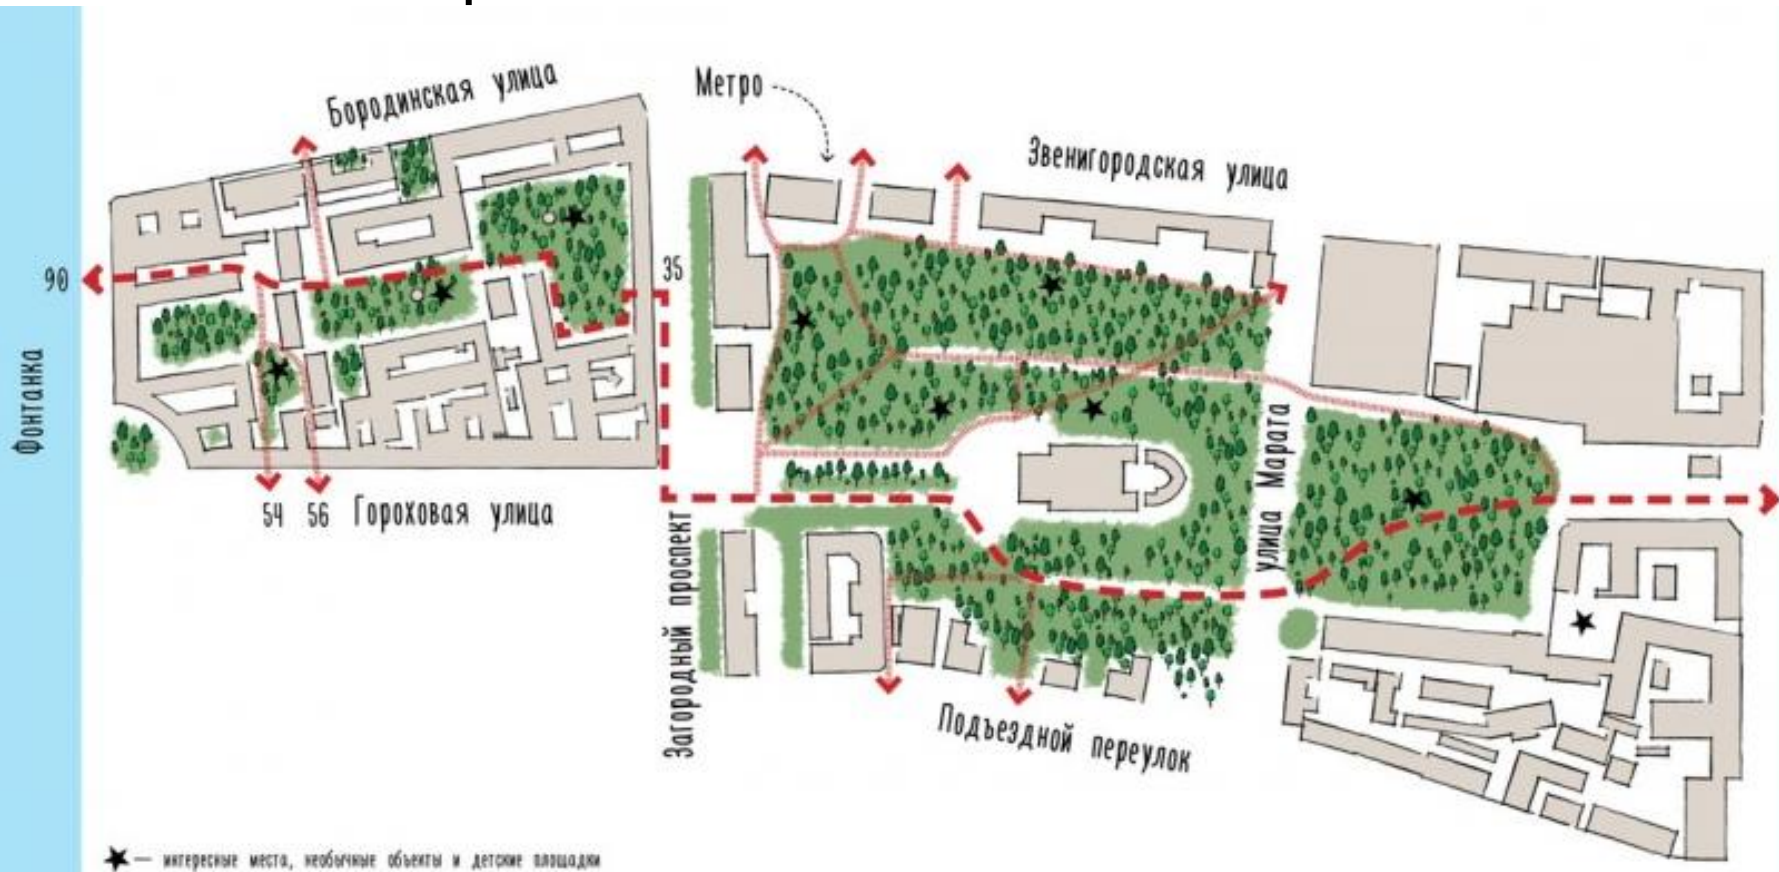 Бородинская улица
Метро
Звенигородская улица
90
35
Фонтанка
54 56 Гороховая улица
Загородный проспект
улица Марата
Подъездной переулок
— интересные места, необычные объекты и детские площадки